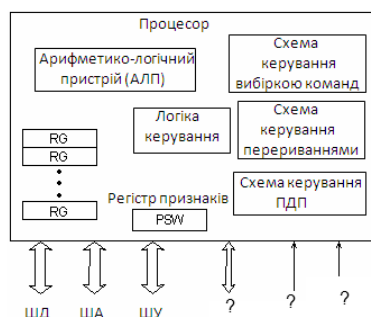 Процесор
Арифметико-логічний
пристрій (АЛП)
Схема
керування
вибіркою команд
Логіка
керування
Схема
керування
перериваннями
RG
RG
RG
Регістр признаків
PSW
Схема керування
ПДП
ШД ША ШУ ? ? ?